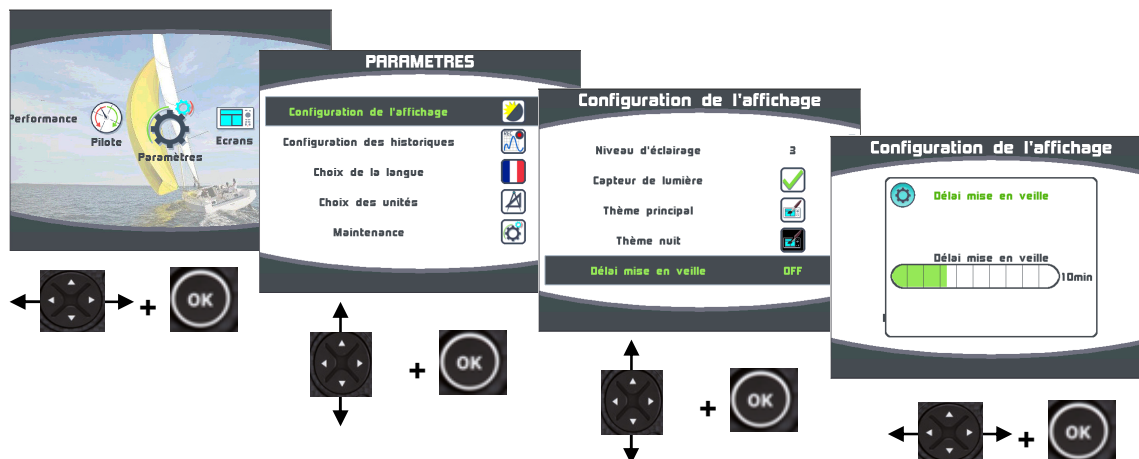 Performance
Pilote
Paramètres
Ecrans
+
OK
PARAMETRES
Configuration de l'affichage
Configuration des historiques
REC
Choix de la langue
Choix des unités
Maintenance
+
OK
Configuration de l'affichage
Niveau d'éclairage 3
Capteur de lumière
Thème principal
Thème nuit
Délai mise en veille OFF
+
OK
Configuration de l'affichage
Délai mise en veille
Délai mise en veille
10min
+
OK